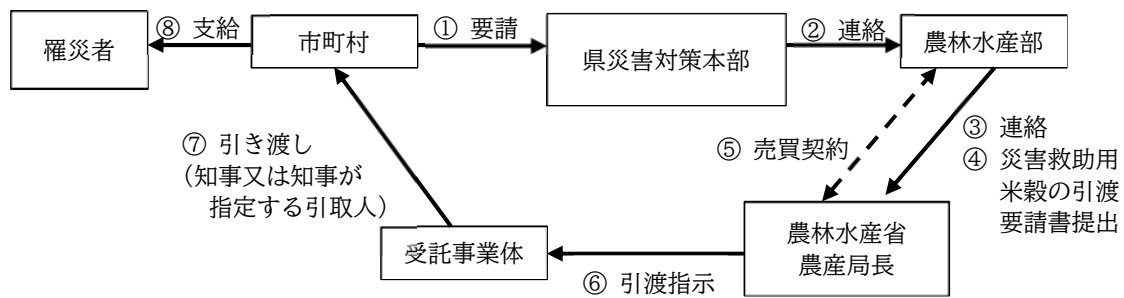 ⑧ 支給
罹災者
市町村
① 要請
県災害対策本部
② 連絡
農林水産部
⑦ 引き渡し
(知事又は知事が
指定する引取人)
⑤ 売買契約
③ 連絡
④ 災害救助用
米穀の引渡
要請書提出
受託事業体
農林水産省
農産局長
⑥ 引渡指示